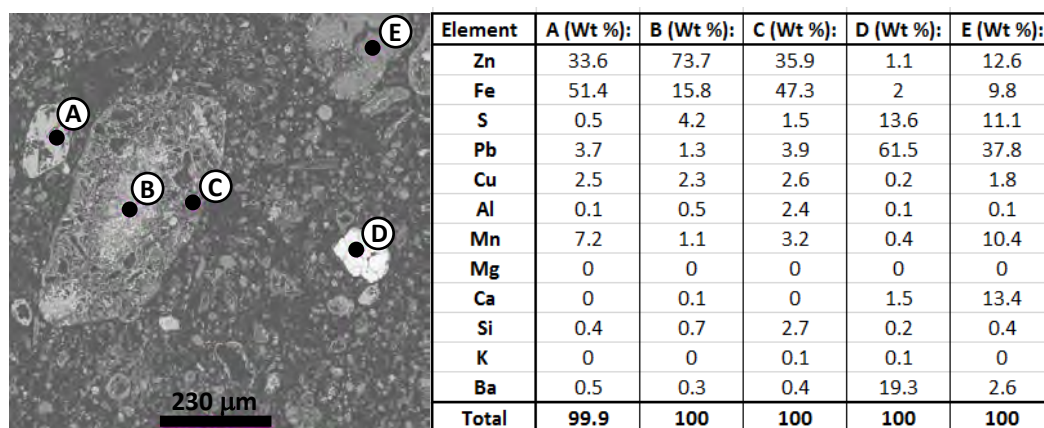 E
A
B
C
D
230 μm
Element A (Wt %): B (Wt %): C (Wt %): D (Wt %): E (Wt %):
Zn 33.6 73.7 35.9 1.1 12.6
Fe 51.4 15.8 47.3 2 9.8
S 0.5 4.2 1.5 13.6 11.1
Pb 3.7 1.3 3.9 61.5 37.8
Cu 2.5 2.3 2.6 0.2 1.8
Al 0.1 0.5 2.4 0.1 0.1
Mn 7.2 1.1 3.2 0.4 10.4
Mg 0 0 0 0 0
Ca 0 0.1 0 1.5 13.4
Si 0.4 0.7 2.7 0.2 0.4
K 0 0 0.1 0.1 0
Ba 0.5 0.3 0.4 19.3 2.6
Total 99.9 100 100 100 100